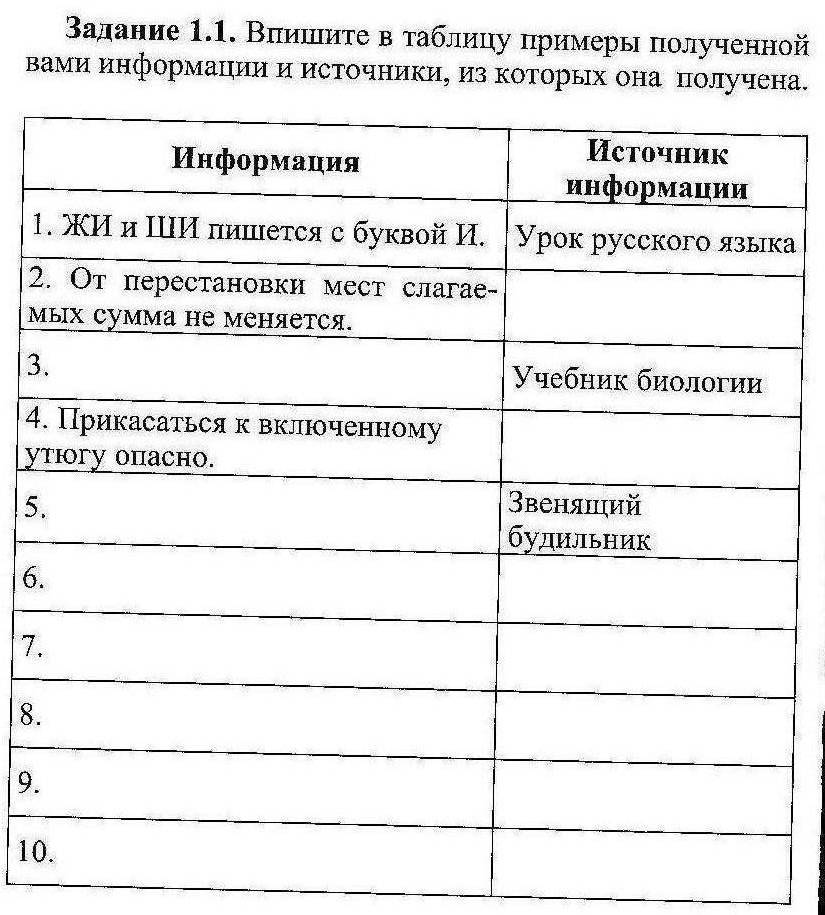 Задание 1.1. Впишите в таблицу примеры полученной
вами информации и источники, из которых она получена.
Информация
Источник
информации
1. ЖИ и ШИ пишется с буквой И.
Урок русского языка
2. От перестановки мест слагае-
мых сумма не меняется.
3.
Учебник биологии
4. Прикасаться к включенному
утюгу опасно.
5.
Звенящий
будильник
6.
7.
8.
9.
10.